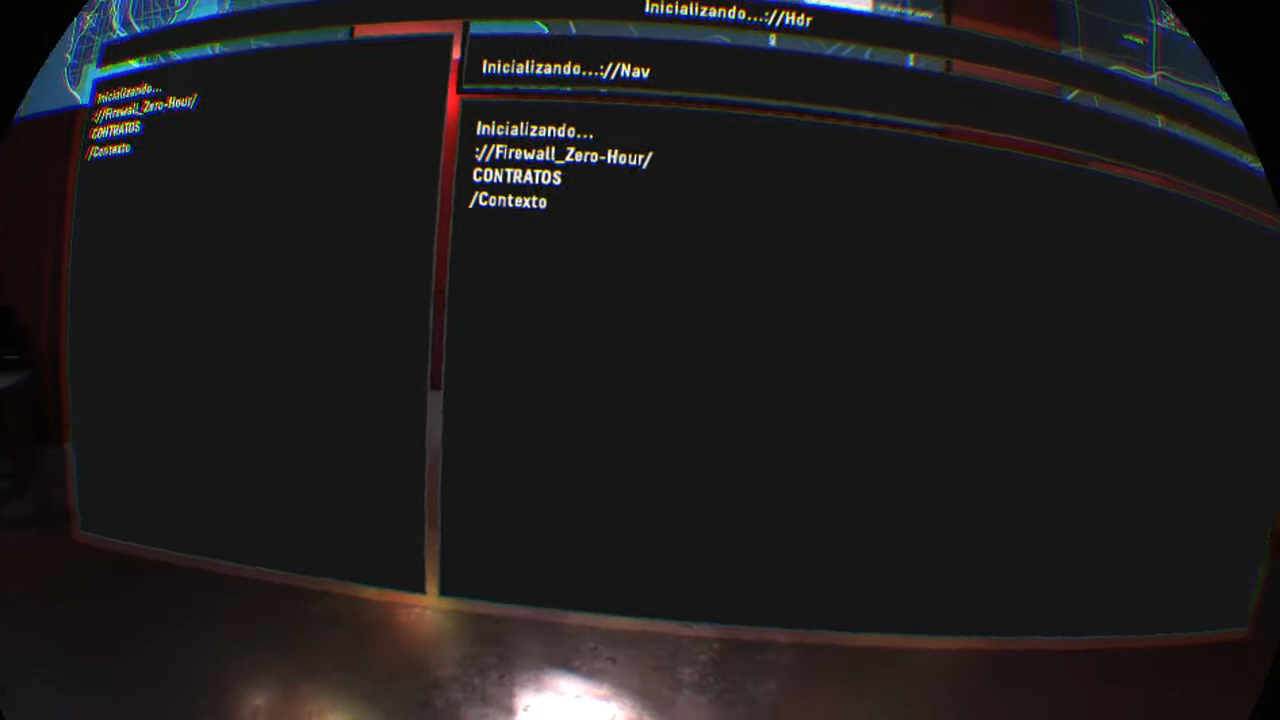 Inicializando...://Hdr
Inicializando...://Nav
Inicializando...
://Firewall_Zero-Hour/
CONTRATOS
/Contexto
Inicializando...
://Firewall_Zero-Hour/
CONTRATOS
/Contexto